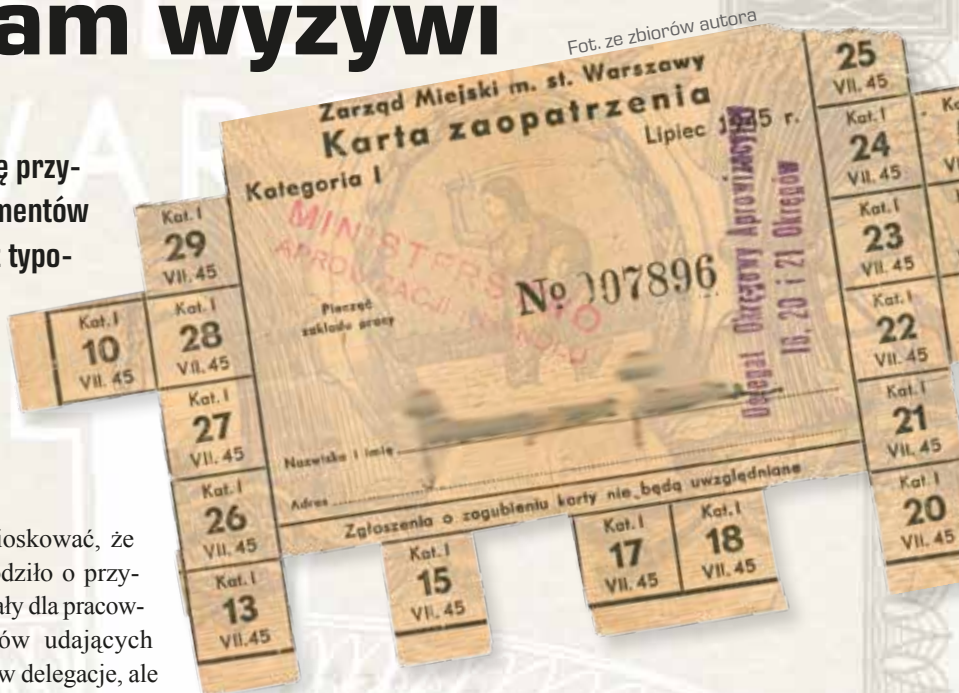 am wyżywi
Fot. ze zbiorów autora
ę przy-
mentów
typo-
Zarząd Miejski m. st. Warszawy
Karta zaopatrzenia
Lipiec 1945 r.
Kategoria I
MINISTERSTWO
APROWIZACJI
Pieczęć
zakładu pracy
№ 007896
Delegat Okręgowy Aprowizacyjny
20 i 21 Okręgów
Nazwisko i imię
Adres
Zgłoszenia o zagubieniu karty nie będą uwzględniane
Kat. I
10
VII. 45
Kat. I
29
VII. 45
Kat. I
28
VII. 45
Kat. I
27
VII. 45
Kat. I
26
VII. 45
Kat. I
13
VII. 45
Kat. I
15
VII. 45
Kat. I
17
VII. 45
Kat. I
18
VII. 45
25
VII. 45
Kat. I
24
VII. 45
Kat. I
23
VII. 45
Kat. I
22
VII. 45
Kat. I
21
VII. 45
Kat. I
20
VII. 45
ioskować, że
odziło o przy-
ały dla pracow-
ów udających
w delegacje, ale